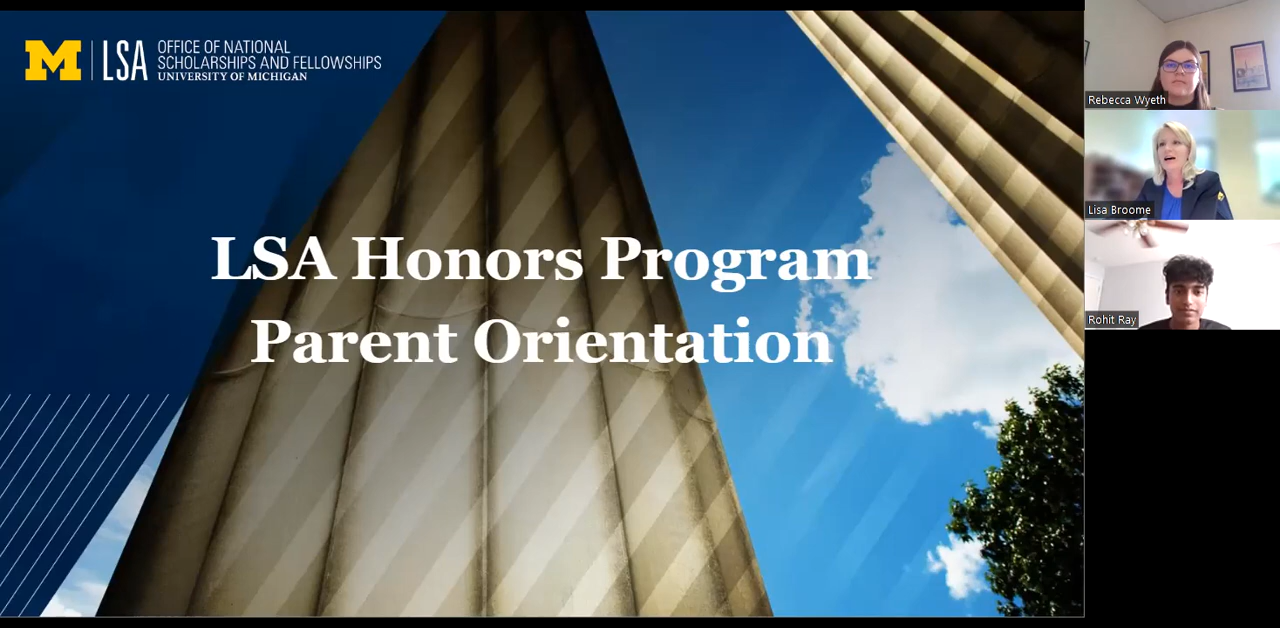 M
LSA
OFFICE OF NATIONAL
SCHOLARSHIPS AND FELLOWSHIPS
UNIVERSITY OF MICHIGAN
LSA Honors Program
Parent Orientation
Rebecca Wyeth
Lisa Broome
Rohit Ray